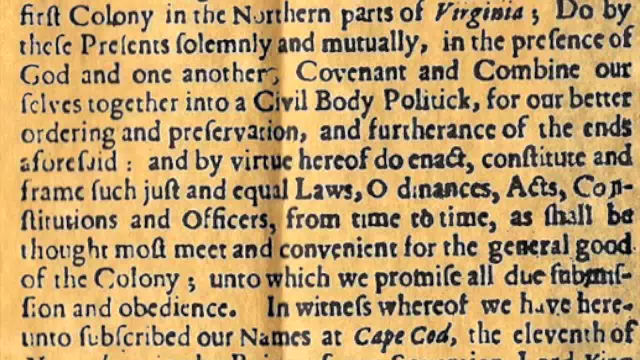 firſt Colony in the Northern parts of Virginia ; Do by
theſe Preſents ſolemnly and mutually, in the preſence of
God and one another, Covenant and Combine our
ſelves together into a Civil Body Politick, for our better
ordering and preſervation, and furtherance of the ends
aforeſaid : and by virtue hereof do enact, conſtitute and
frame ſuch juſt and equal Laws, O dinances, Acts, Con-
ſtitutions and Officers, from time to time, as ſhall be
thought moſt meet and convenient for the general good
of the Colony ; unto which we promiſe all due ſubmiſ-
ſion and obedience. In witneſs whereof we have here-
unto ſubſcribed our Names at Cape Cod, the eleventh of